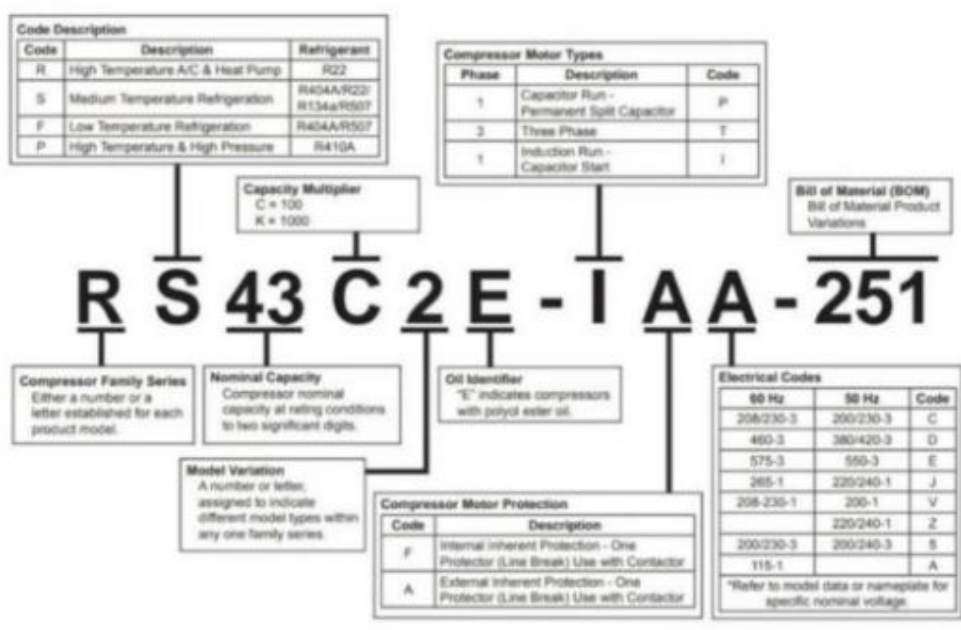 Code Description
Code Description Refrigerant
R High Temperature A/C & Heat Pump R22
S Medium Temperature Refrigeration R404A/R22/
R134a/R507
F Low Temperature Refrigeration R404A/R507
P High Temperature & High Pressure R410A
Compressor Motor Types
Phase Description Code
1 Capacitor Run -
Permanent Split Capacitor P
3 Three Phase T
1 Induction Run -
Capacitor Start I
Capacity Multiplier
C = 100
K = 1000
Bill of Material (BOM)
Bill of Material Product
Variations
R S 43 C 2 E - I A A - 251
Compressor Family Series
Either a number or a
letter established for each
product model.
Nominal Capacity
Compressor nominal
capacity at rating conditions
to two significant digits.
Oil Identifier
"E" indicates compressors
with polyol ester oil.
Model Variation
A number or letter,
assigned to indicate
different model types within
any one family series.
Compressor Motor Protection
Code Description
F Internal Inherent Protection - One
Protector (Line Break) Use with Contactor
A External Inherent Protection - One
Protector (Line Break) Use with Contactor
Electrical Codes
60 Hz 50 Hz Code
208/230-3 200/230-3 C
460-3 380/420-3 D
575-3 550-3 E
265-1 220/240-1 J
208-230-1 200-1 V
220/240-1 Z
200/230-3 200/240-3 5
115-1 A
*Refer to model data or nameplate for
specific nominal voltage